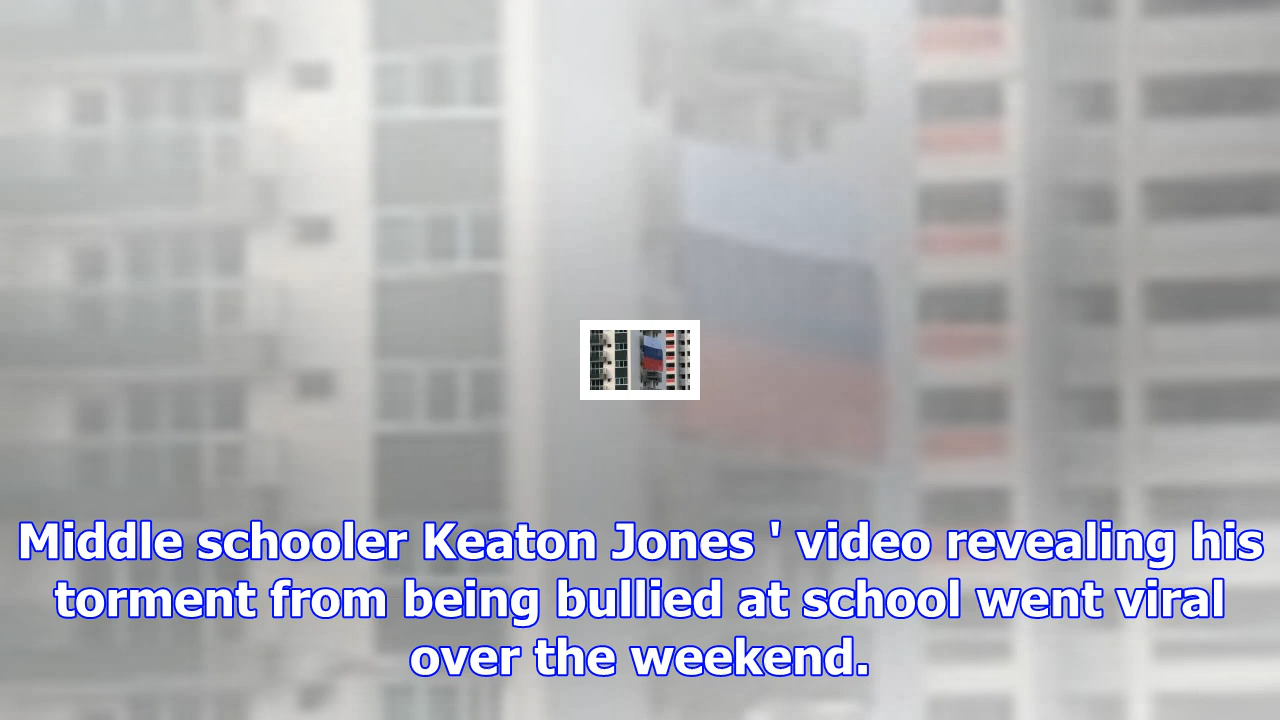 Middle schooler Keaton Jones ' video revealing his
torment from being bullied at school went viral
over the weekend.